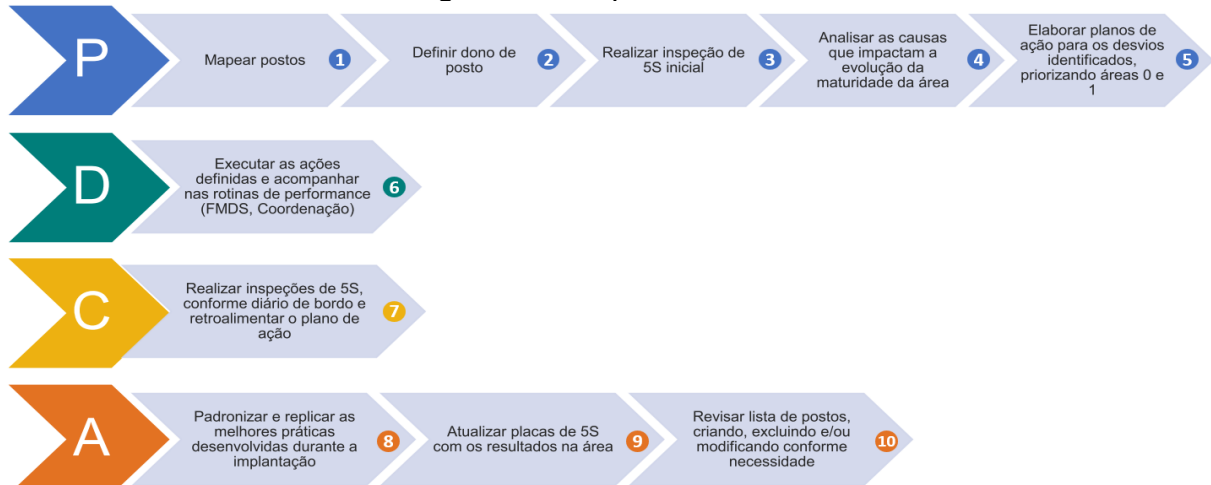 P
Mapear postos
1
Definir dono de
posto
2
Realizar inspeção de
5S inicial
3
Analisar as causas
que impactam a
evolução da
maturidade da área
4
Elaborar planos de
ação para os desvios
identificados,
priorizando áreas 0 e
1
5
D
Executar as ações
definidas e acompanhar
nas rotinas de performance
(FMDS, Coordenação)
6
C
Realizar inspeções de 5S,
conforme diário de bordo e
retroalimentar o plano de
ação
7
A
Padronizar e replicar as
melhores práticas
desenvolvidas durante a
implantação
8
Atualizar placas de 5S
com os resultados na área
9
Revisar lista de postos,
criando, excluindo e/ou
modificando conforme
necessidade
10